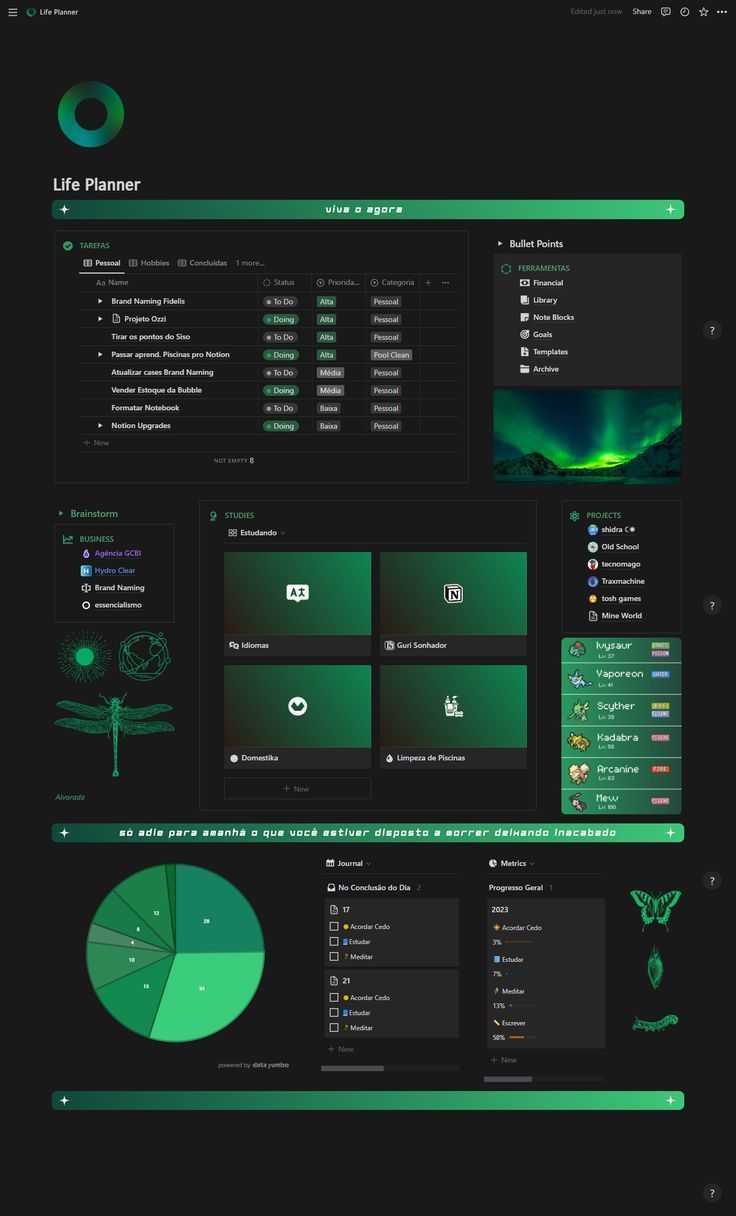 Life Planner
Edited just now Share
Life Planner
viva o agora
TAREFAS
Pessoal Hobbies Concluídas 1 more...
Aa Name Status Priorida... Categoria
Brand Naming Fidelis To Do Alta Pessoal
Projeto Ozzi Doing Alta Pessoal
Tirar os pontos do Siso To Do Alta Pessoal
Passar aprend. Piscinas pro Notion Doing Alta Pool Clean
Atualizar cases Brand Naming To Do Média Pessoal
Vender Estoque da Bubble Doing Média Pessoal
Formatar Notebook To Do Baixa Pessoal
Notion Upgrades Doing Baixa Pessoal
+ New
NOT EMPTY 8
Bullet Points
FERRAMENTAS
Financial
Library
Note Blocks
Goals
Templates
Archive
?
Brainstorm
BUSINESS
Agência GCBI
Hydro Clear
Brand Naming
essencialismo
Alvorada
STUDIES
Estudando
Idiomas
Guri Sonhador
Domestika
Limpeza de Piscinas
+ New
PROJECTS
shidra
Old School
tecnomago
Traxmachine
tosh games
Mine World
?
Ivysaur GRASS
Lv. 37 POISON
Vaporeon WATER
Lv. 41
Scyther
Lv. 39
Kadabra PSYCHC
Lv. 58
Arcanine FIRE
Lv. 63
Mew PSYCHC
Lv. 100
só adie para amanhã o que você estiver disposto a morrer deixando inacabado
28
34
15
10
4
8
12
powered by data jumbo
Journal
No Conclusão do Dia 2
17
Acordar Cedo
Estudar
Meditar
21
Acordar Cedo
Estudar
Meditar
+ New
Metrics
Progresso Geral 1
2023
Acordar Cedo
3%
Estudar
7%
Meditar
13%
Escrever
58%
+ New
?
?